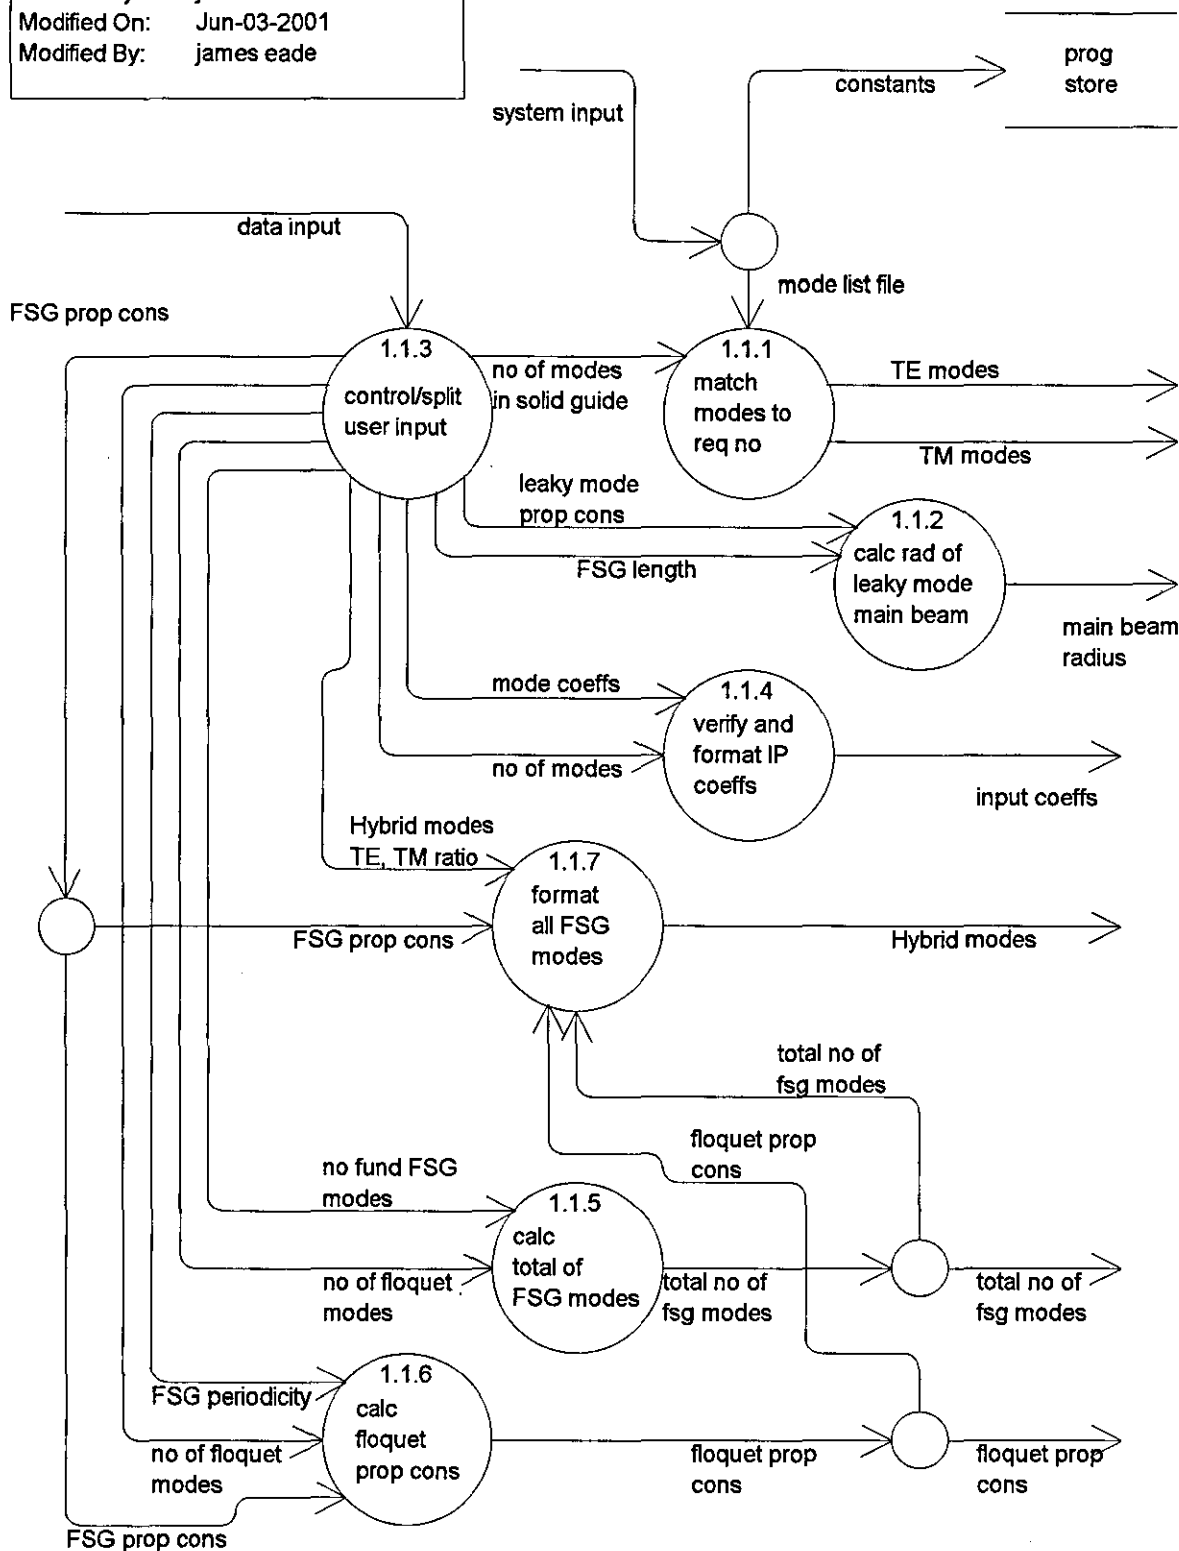 Modified On: Jun-03-2001
Modified By: james eade
system input
constants
prog
store
data input
mode list file
FSG prop cons
1.1.3
control/split
user input
no of modes
in solid guide
1.1.1
match
modes to
req no
TE modes
TM modes
leaky mode
prop cons
FSG length
1.1.2
calc rad of
leaky mode
main beam
main beam
radius
mode coeffs
no of modes
1.1.4
verify and
format IP
coeffs
input coeffs
Hybrid modes
TE, TM ratio
FSG prop cons
1.1.7
format
all FSG
modes
Hybrid modes
total no of
fsg modes
floquet prop
cons
no fund FSG
modes
no of floquet
modes
1.1.5
calc
total of
FSG modes
total no of
fsg modes
total no of
fsg modes
FSG periodicity
no of floquet
modes
FSG prop cons
1.1.6
calc
floquet
prop cons
floquet prop
cons
floquet prop
cons